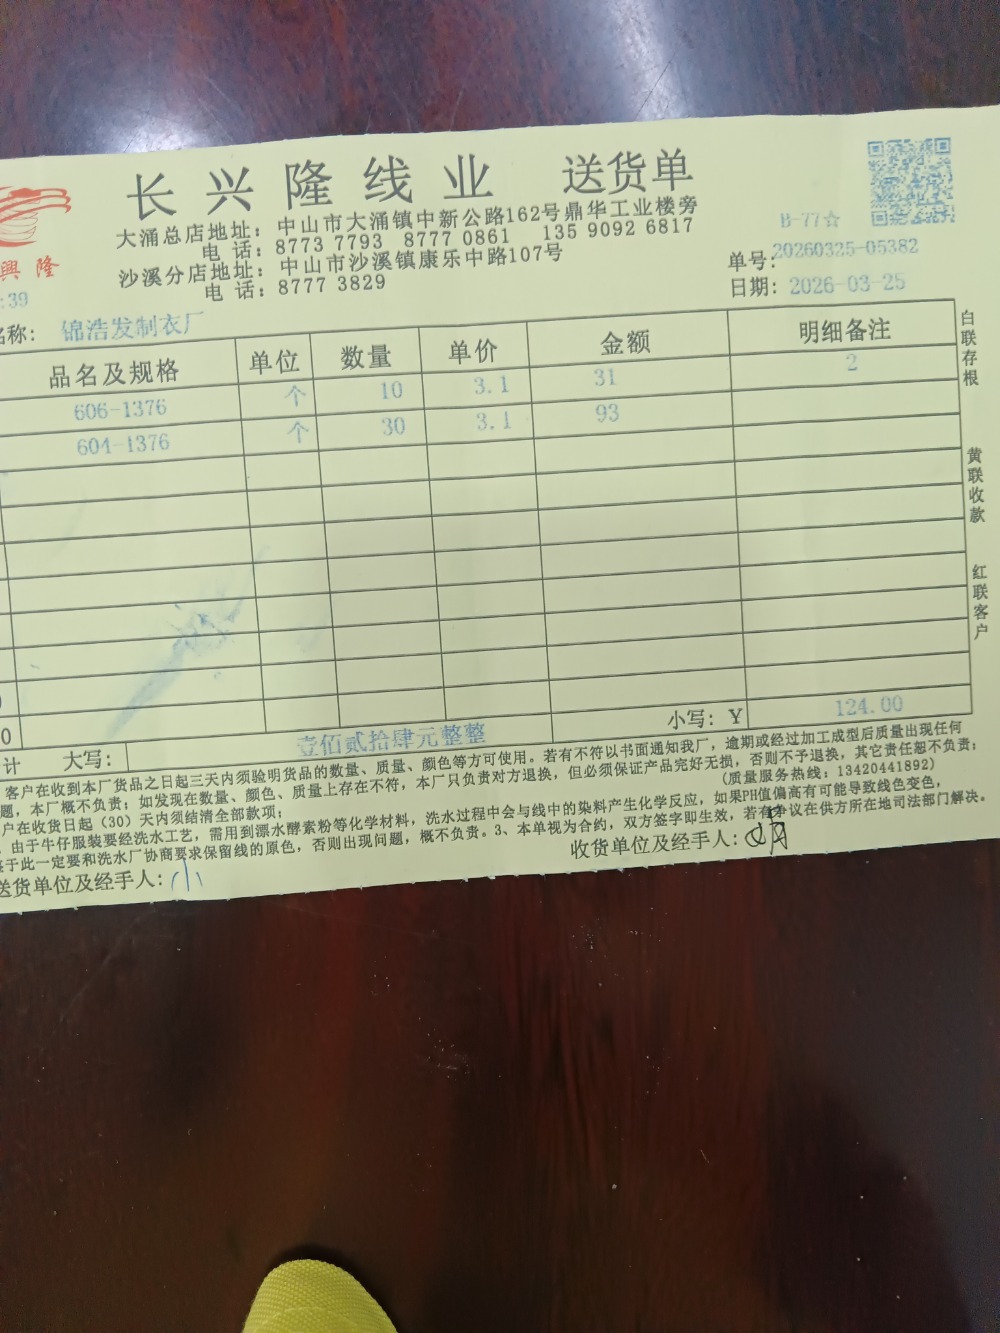 长兴隆线业 送货单
大涌总店地址：中山市大涌镇中新公路162号鼎华工业楼旁
电 话：8773 7793 8777 0861 135 9092 6817
沙溪分店地址：中山市沙溪镇康乐中路107号
电 话：8777 3829
興隆
B-77☆
单号：20260325-05382
日期：2026-03-25
:39
名称：锦浩发制衣厂
品名及规格 单位 数量 单价 金额 明细备注
606-1376 个 10 3.1 31 2
604-1376 个 30 3.1 93
白联存根
黄联收款
红联客户
0
计 大写：壹佰贰拾肆元整整 小写：Y 124.00
客户在收到本厂货品之日起三天内须验明货品的数量、质量、颜色等方可使用。若有不符以书面通知我厂，逾期或经过加工成型后质量出现任何
题，本厂概不负责；如发现在数量、颜色、质量上存在不符，本厂只负责对方退换，但必须保证产品完好无损，否则不予退换，其它责任恕不负责；
户在收货日起（30）天内须结清全部款项； （质量服务热线：13420441892）
由于牛仔服装要经洗水工艺，需用到漂水酵素粉等化学材料，洗水过程中会与线中的染料产生化学反应，如果PH值偏高有可能导致线色变色，
于此一定要和洗水厂协商要求保留线的原色，否则出现问题，概不负责。3、本单视为合约，双方签字即生效，若有争议在供方所在地司法部门解决。
送货单位及经手人：小 收货单位及经手人：